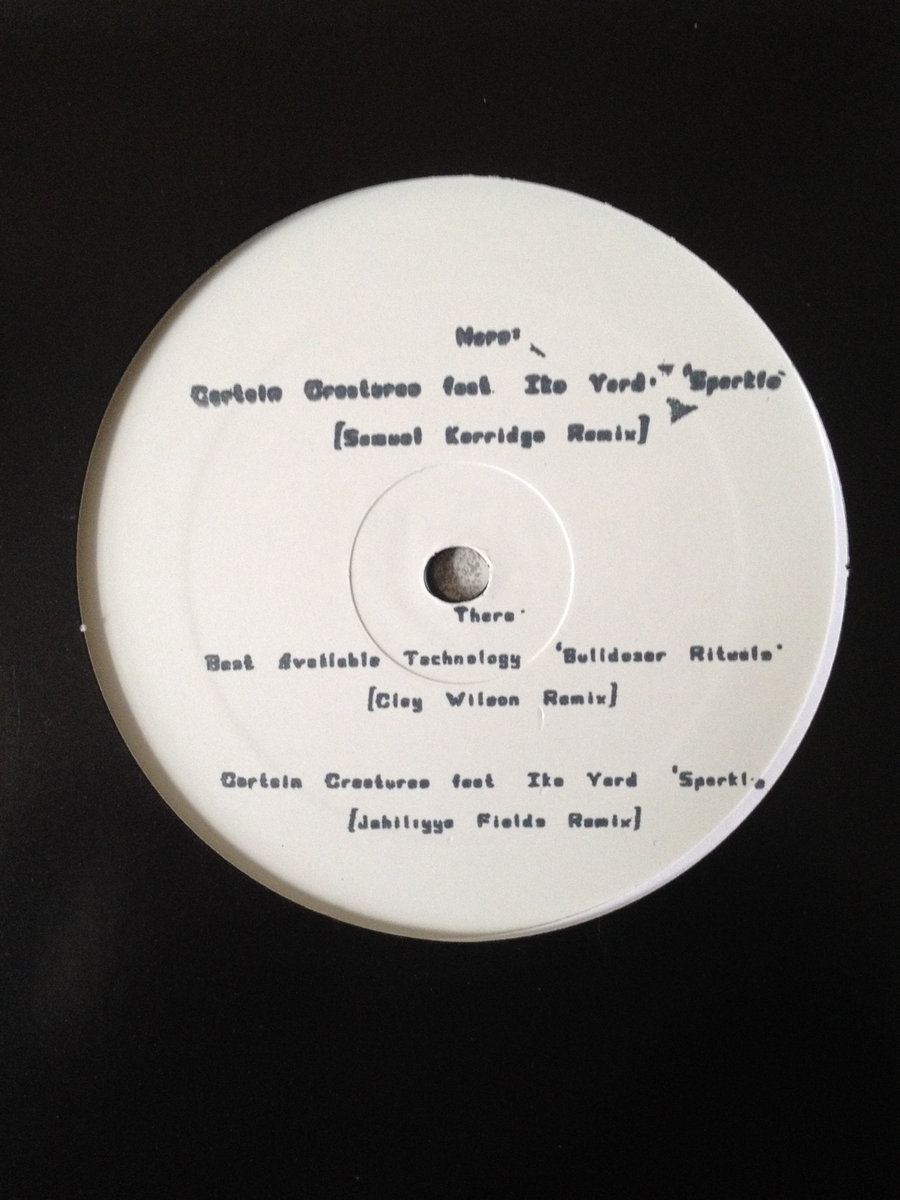 Here:
Certain Creatures feat. Ike Yard 'Sparkle'
[Samuel Kerridge Remix]
There:
Best Available Technology 'Bulldozer Rituals'
[Clay Wilson Remix]
Certain Creatures feat Ike Yard 'Sparkle
[Jahiliyya Fields Remix]